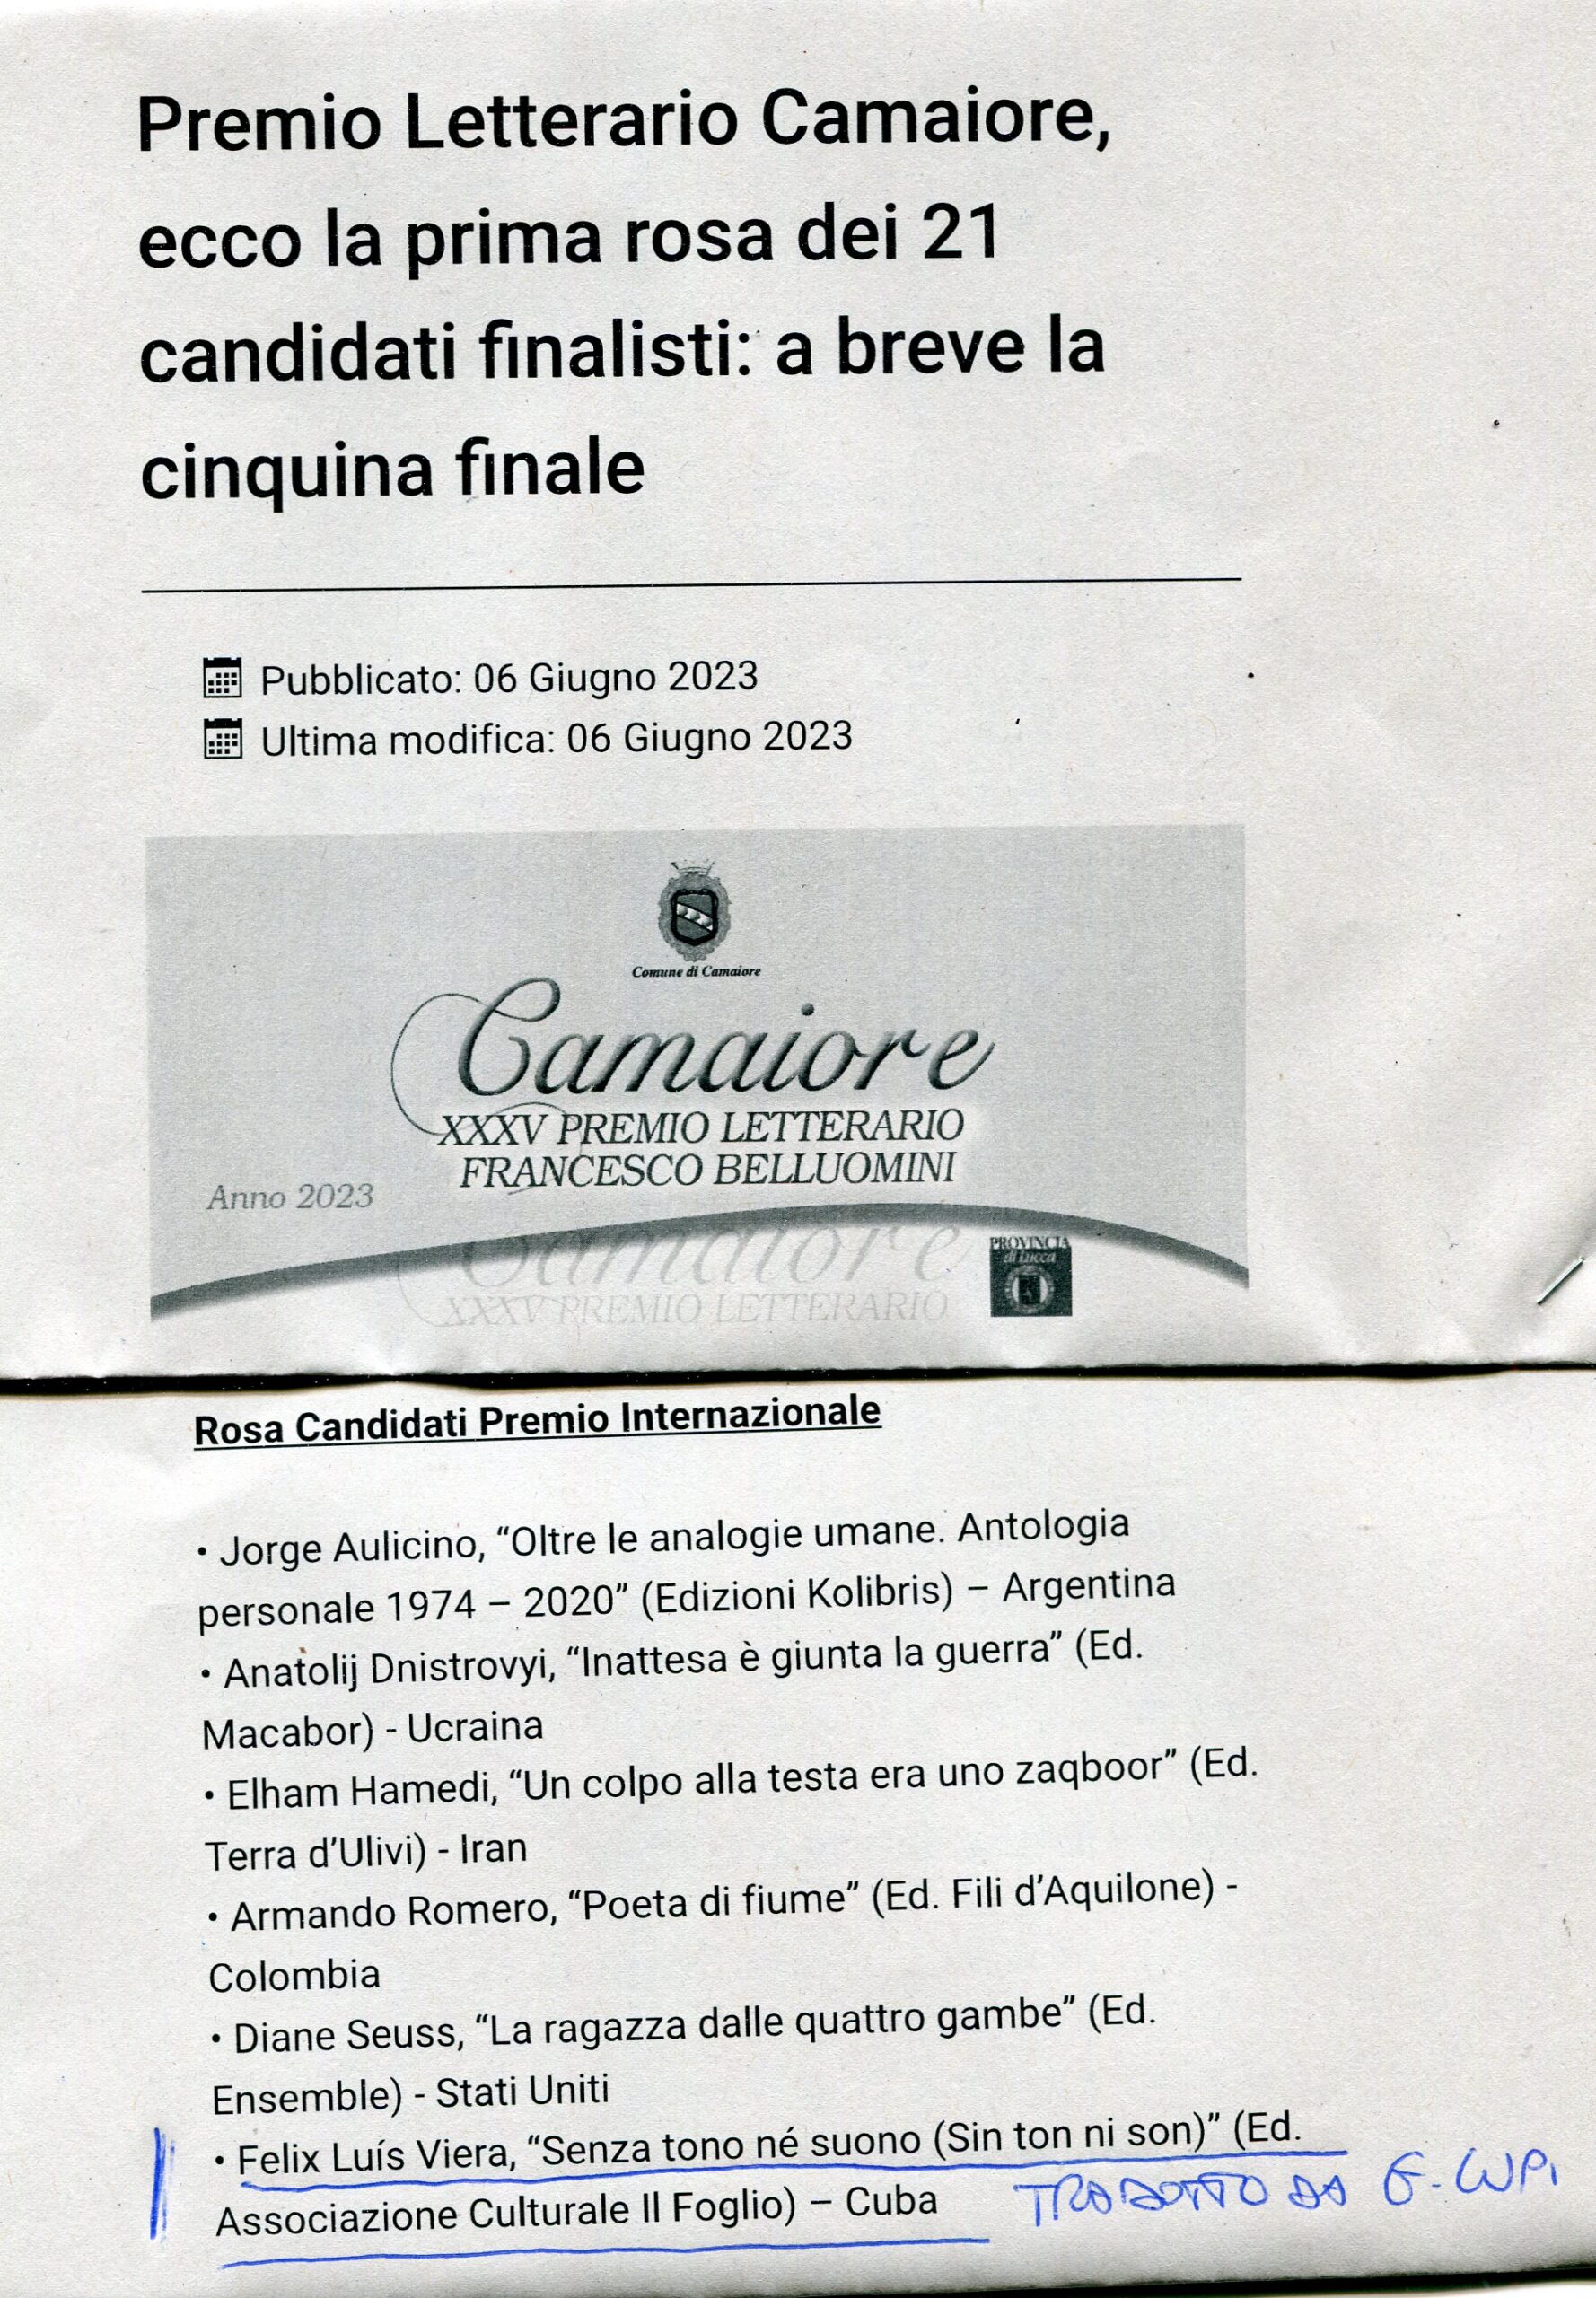 Premio Letterario Camaiore,
ecco la prima rosa dei 21
candidati finalisti: a breve la
cinquina finale
Pubblicato: 06 Giugno 2023
Ultima modifica: 06 Giugno 2023
Comune di Camaiore
Camaiore
XXXV PREMIO LETTERARIO
FRANCESCO BELLUOMINI
Anno 2023
Camaiore
PROVINCIA
di Lucca
XXXV PREMIO LETTERARIO
Rosa Candidati Premio Internazionale
• Jorge Aulicino, “Oltre le analogie umane. Antologia
personale 1974 – 2020” (Edizioni Kolibris) – Argentina
• Anatolij Dnistrovyi, “Inattesa è giunta la guerra” (Ed.
Macabor) - Ucraina
• Elham Hamedi, “Un colpo alla testa era uno zaqboor” (Ed.
Terra d’Ulivi) - Iran
• Armando Romero, “Poeta di fiume” (Ed. Fili d’Aquilone) -
Colombia
• Diane Seuss, “La ragazza dalle quattro gambe” (Ed.
Ensemble) - Stati Uniti
• Felix Luís Viera, “Senza tono né suono (Sin ton ni son)” (Ed.
Associazione Culturale Il Foglio) – Cuba
TRADOTTO DA G. LUPI